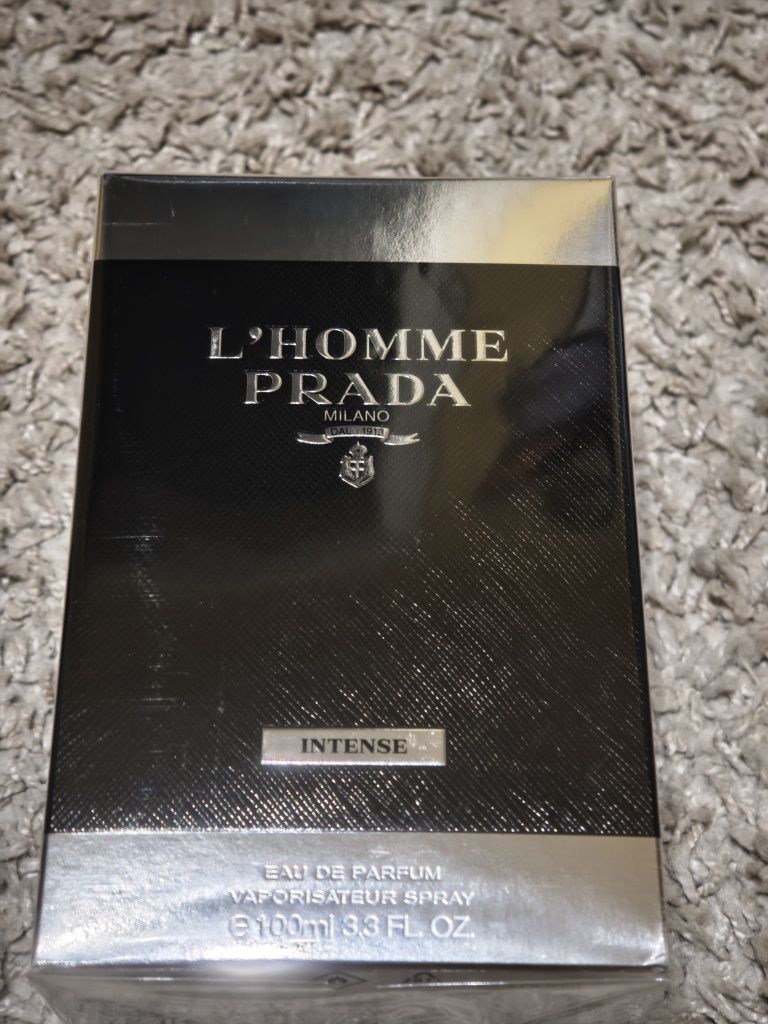 L'HOMME
PRADA
MILANO
DAL 1913
INTENSE
EAU DE PARFUM
VAPORISATEUR SPRAY
℮ 100ml 3.3 FL. OZ.